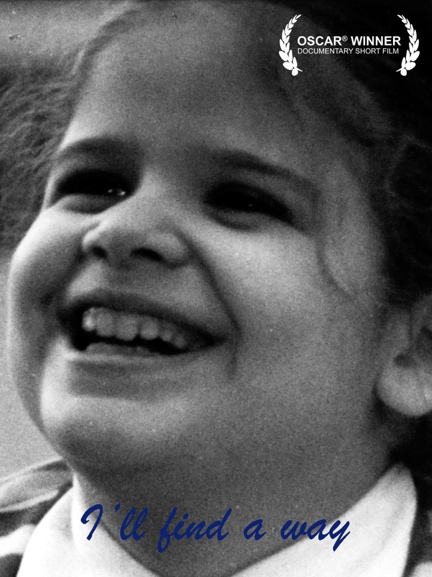 OSCAR® WINNER
DOCUMENTARY SHORT FILM
I'll find a way